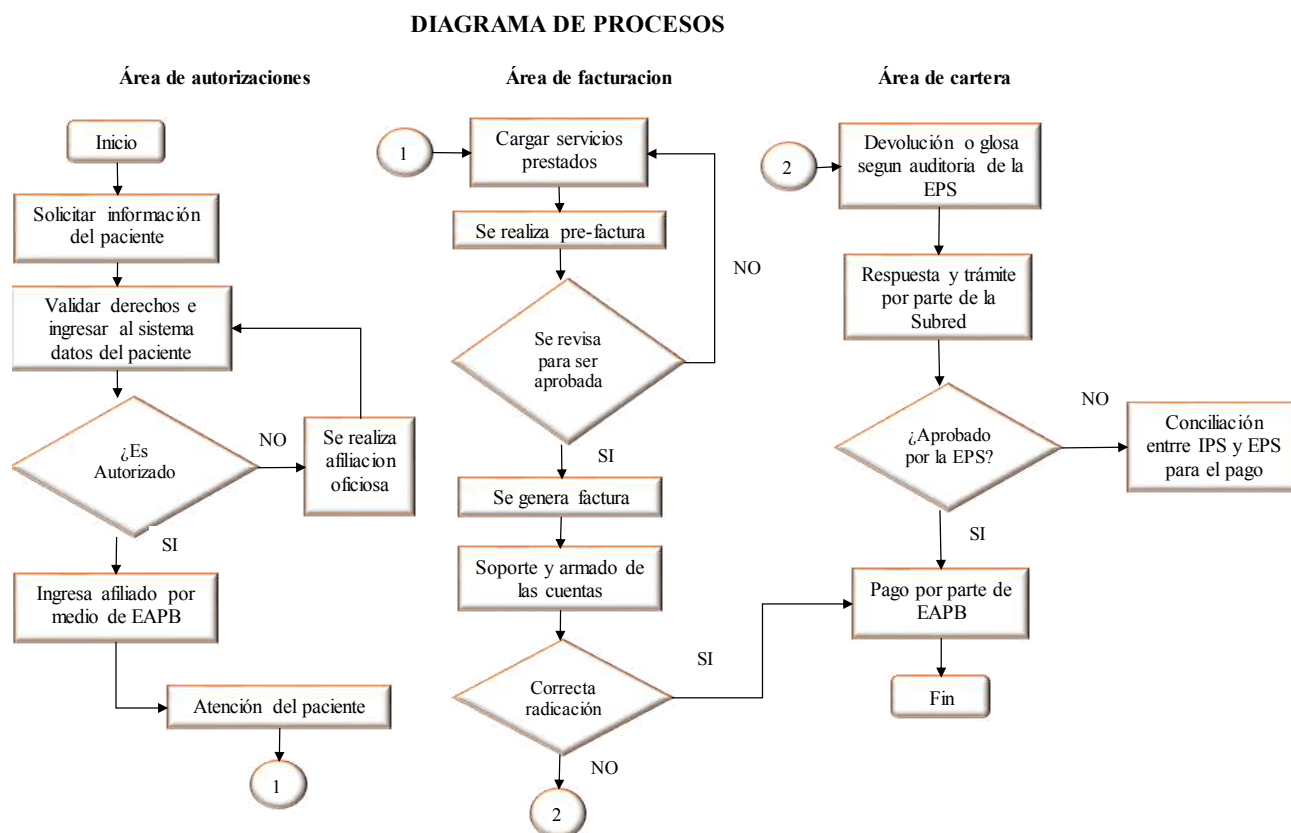 DIAGRAMA DE PROCESOS
Área de autorizaciones
Inicio
Solicitar información
del paciente
Validar derechos e
ingresar al sistema
datos del paciente
¿Es
Autorizado
NO
Se realiza
afiliacion
oficiosa
SI
Ingresa afiliado por
medio de EAPB
Atención del paciente
1
Área de facturacion
1
Cargar servicios
prestados
Se realiza pre-factura
NO
Se revisa
para ser
aprobada
SI
Se genera factura
Soporte y armado de
las cuentas
Correcta
radicación
SI
NO
2
Área de cartera
2
Devolución o glosa
segun auditoria de la
EPS
Respuesta y trámite
por parte de la
Subred
¿Aprobado
por la EPS?
NO
Conciliación
entrre IPS y EPS
para el pago
SI
Pago por parte de
EAPB
Fin